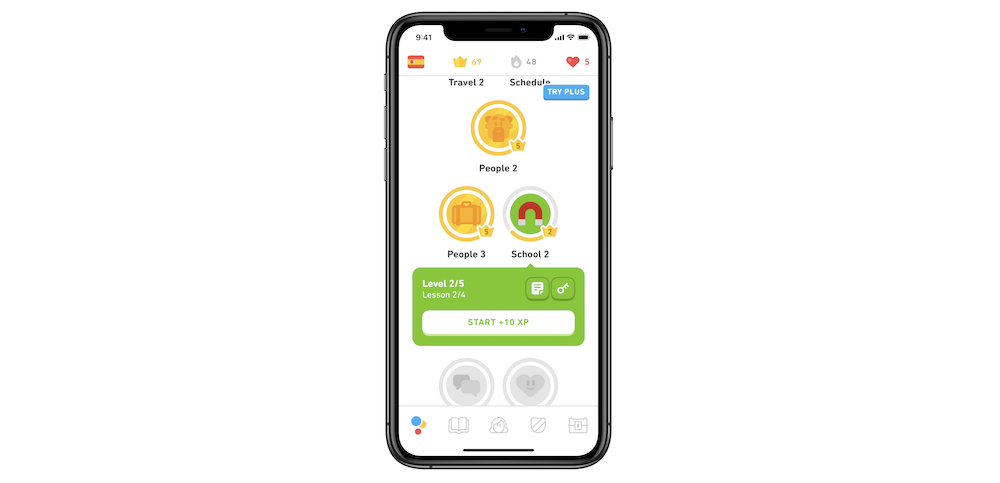 9:41
69
48
5
Travel 2
Schedule
TRY PLUS
5
People 2
5
2
People 3
School 2
Level 2/5
Lesson 2/4
START +10 XP